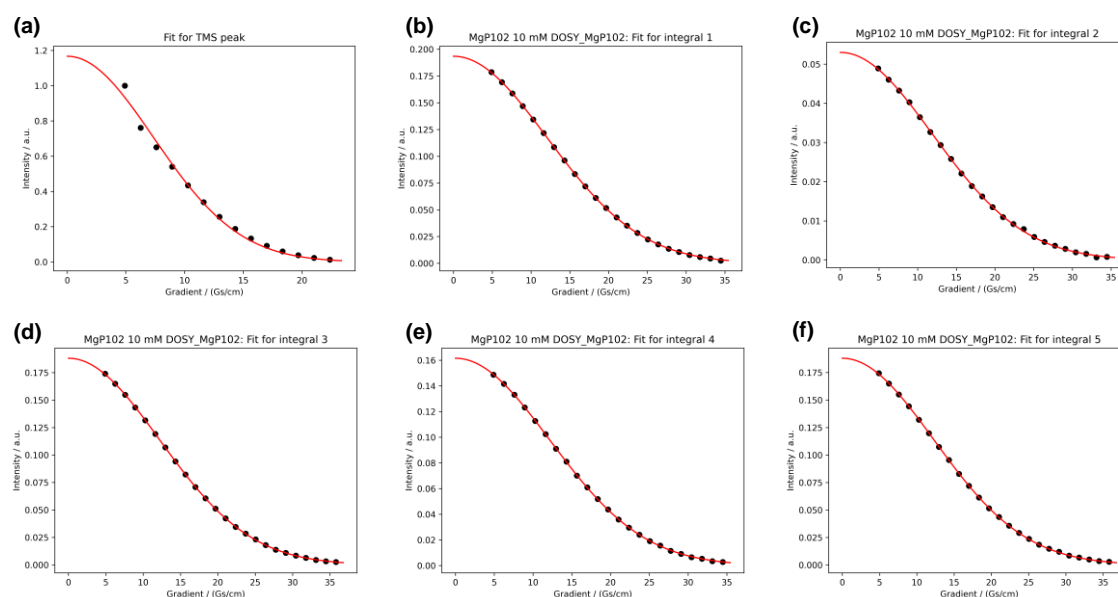 (a)
Fit for TMS peak
1.2
1.0
0.8
0.6
0.4
0.2
0.0
Intensity / a.u.
0 5 10 15 20
Gradient / (Gs/cm)
(b)
MgP102 10 mM DOSY_MgP102: Fit for integral 1
0.200
0.175
0.150
0.125
0.100
0.075
0.050
0.025
0.000
Intensity / a.u.
0 5 10 15 20 25 30 35
Gradient / (Gs/cm)
(c)
MgP102 10 mM DOSY_MgP102: Fit for integral 2
0.05
0.04
0.03
0.02
0.01
0.00
Intensity / a.u.
0 5 10 15 20 25 30 35
Gradient / (Gs/cm)
(d)
MgP102 10 mM DOSY_MgP102: Fit for integral 3
0.175
0.150
0.125
0.100
0.075
0.050
0.025
0.000
Intensity / a.u.
0 5 10 15 20 25 30 35
Gradient / (Gs/cm)
(e)
MgP102 10 mM DOSY_MgP102: Fit for integral 4
0.16
0.14
0.12
0.10
0.08
0.06
0.04
0.02
0.00
Intensity / a.u.
0 5 10 15 20 25 30 35
Gradient / (Gs/cm)
(f)
MgP102 10 mM DOSY_MgP102: Fit for integral 5
0.175
0.150
0.125
0.100
0.075
0.050
0.025
0.000
Intensity / a.u.
0 5 10 15 20 25 30 35
Gradient / (Gs/cm)